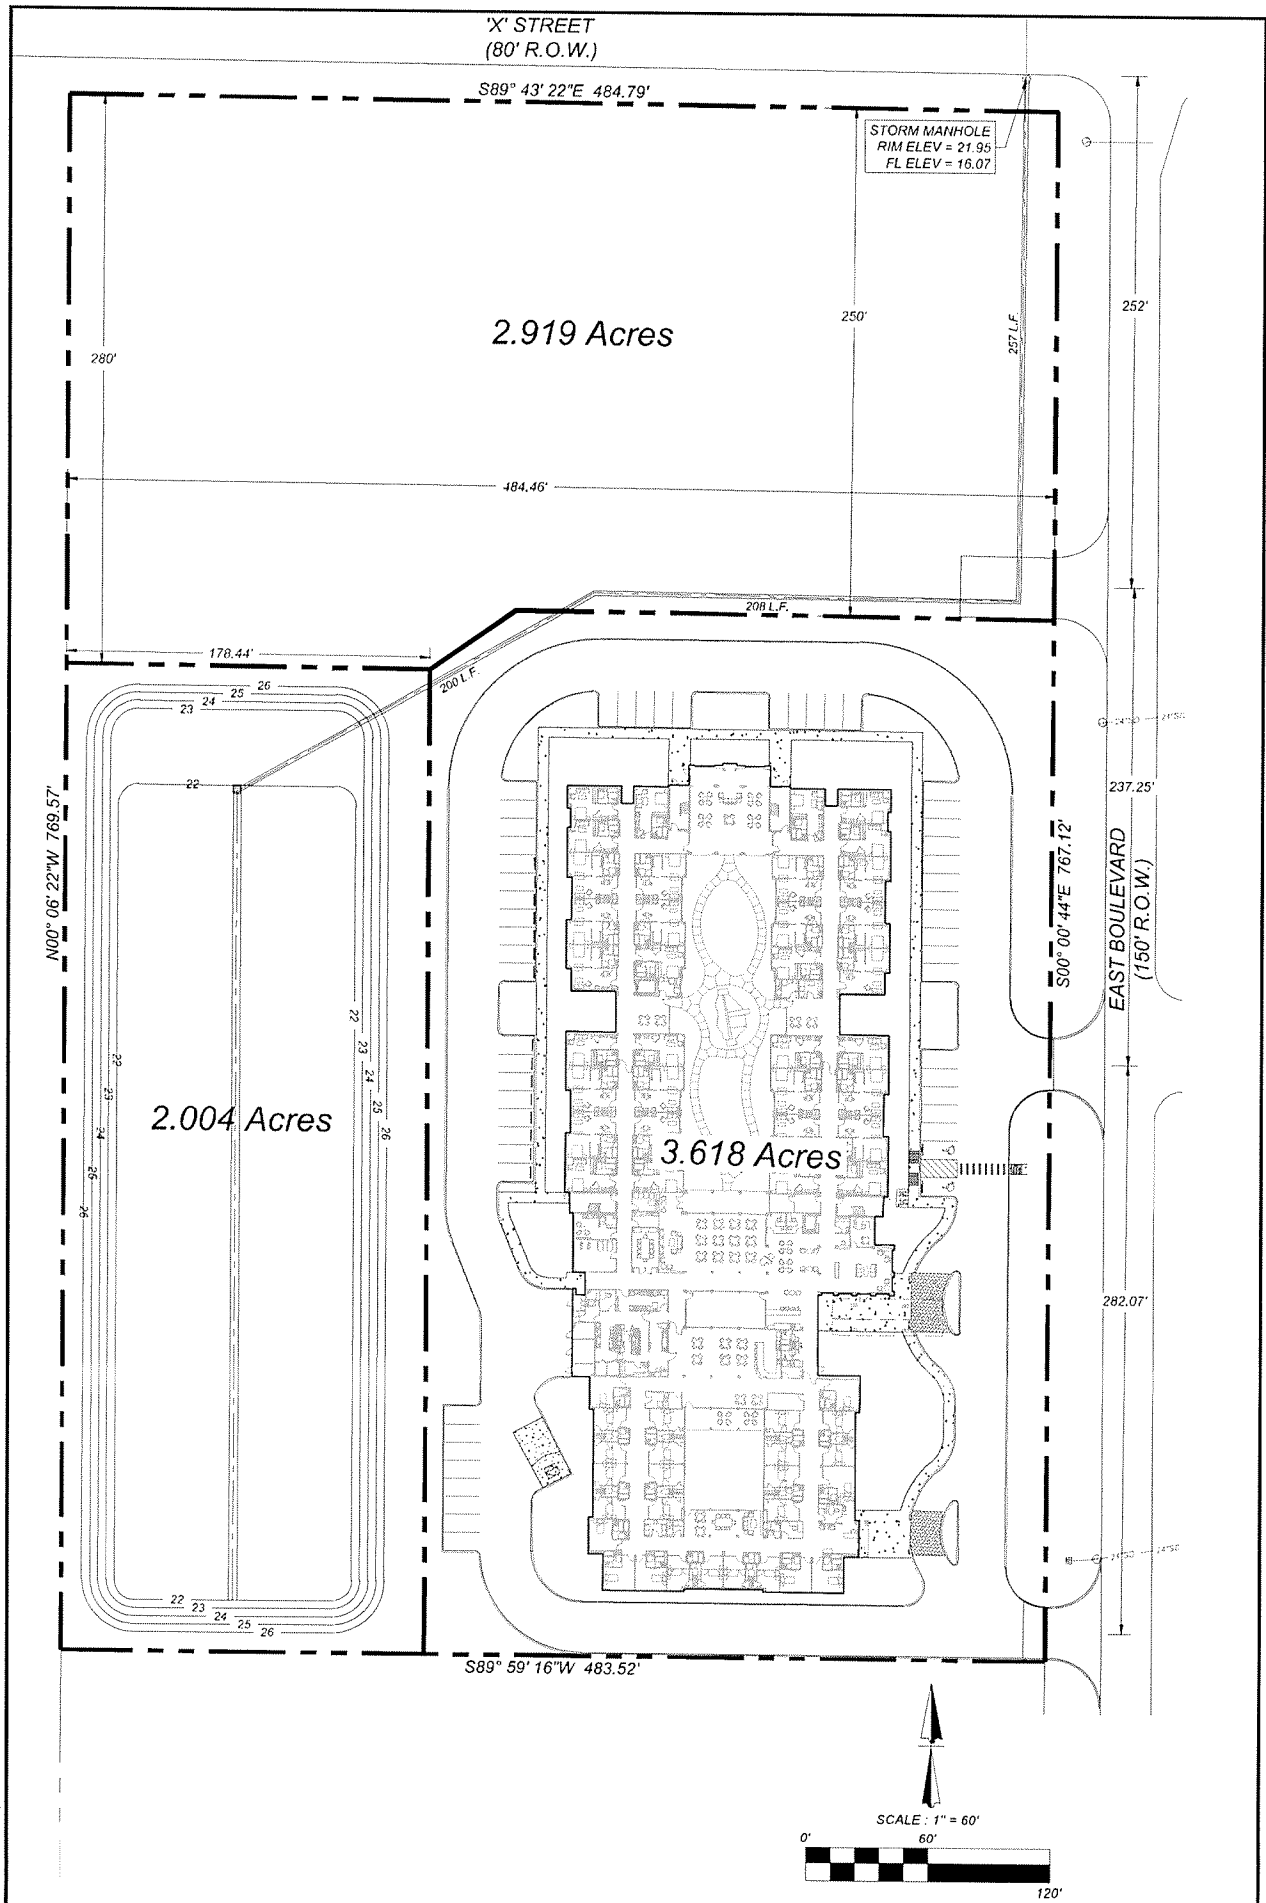 'X' STREET
(80' R.O.W.)
S89° 43' 22"E 484.79'
STORM MANHOLE
RIM ELEV = 21.95
FL ELEV = 16.07
252'
250'
257 L.F.
2.919 Acres
280'
484.46'
208 L.F.
178.44'
200 L.F.
26
25
24
23
22
N00° 06' 22"W 769.57'
237.25'
S00° 00' 44"E 767.12'
EAST BOULEVARD
(150' R.O.W.)
22
23
24
25
26
22
23
24
25
26
2.004 Acres
3.618 Acres
282.07'
22
23
24
25
26
S89° 59' 16"W 483.52'
SCALE : 1" = 60'
0'
60'
120'